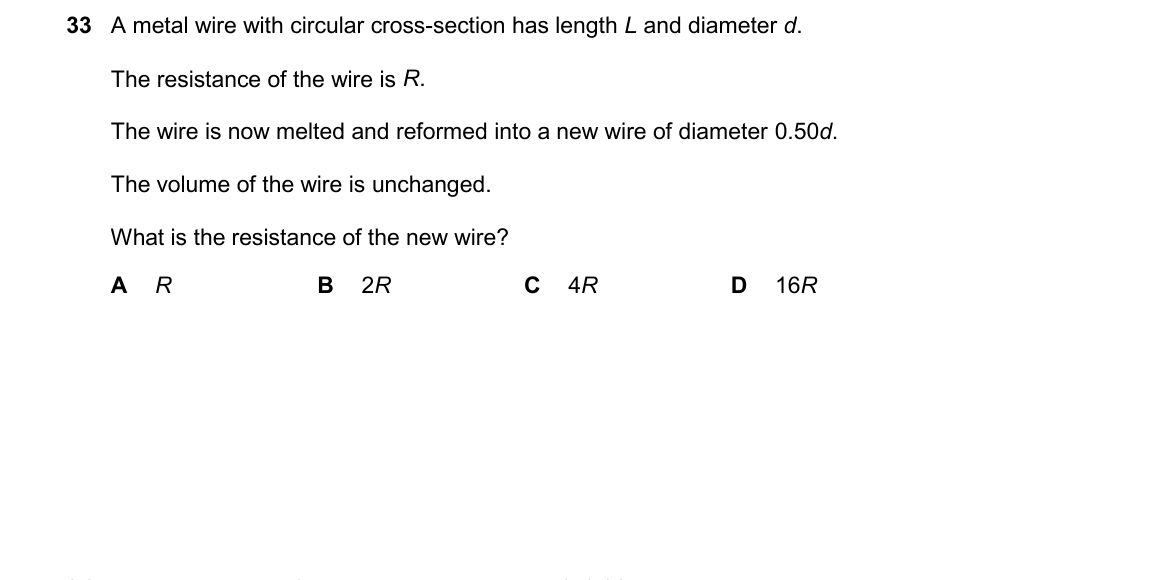 33 A metal wire with circular cross-section has length L and diameter d.
The resistance of the wire is R.
The wire is now melted and reformed into a new wire of diameter 0.50d.
The volume of the wire is unchanged.
What is the resistance of the new wire?
A R B 2R C 4R D 16R